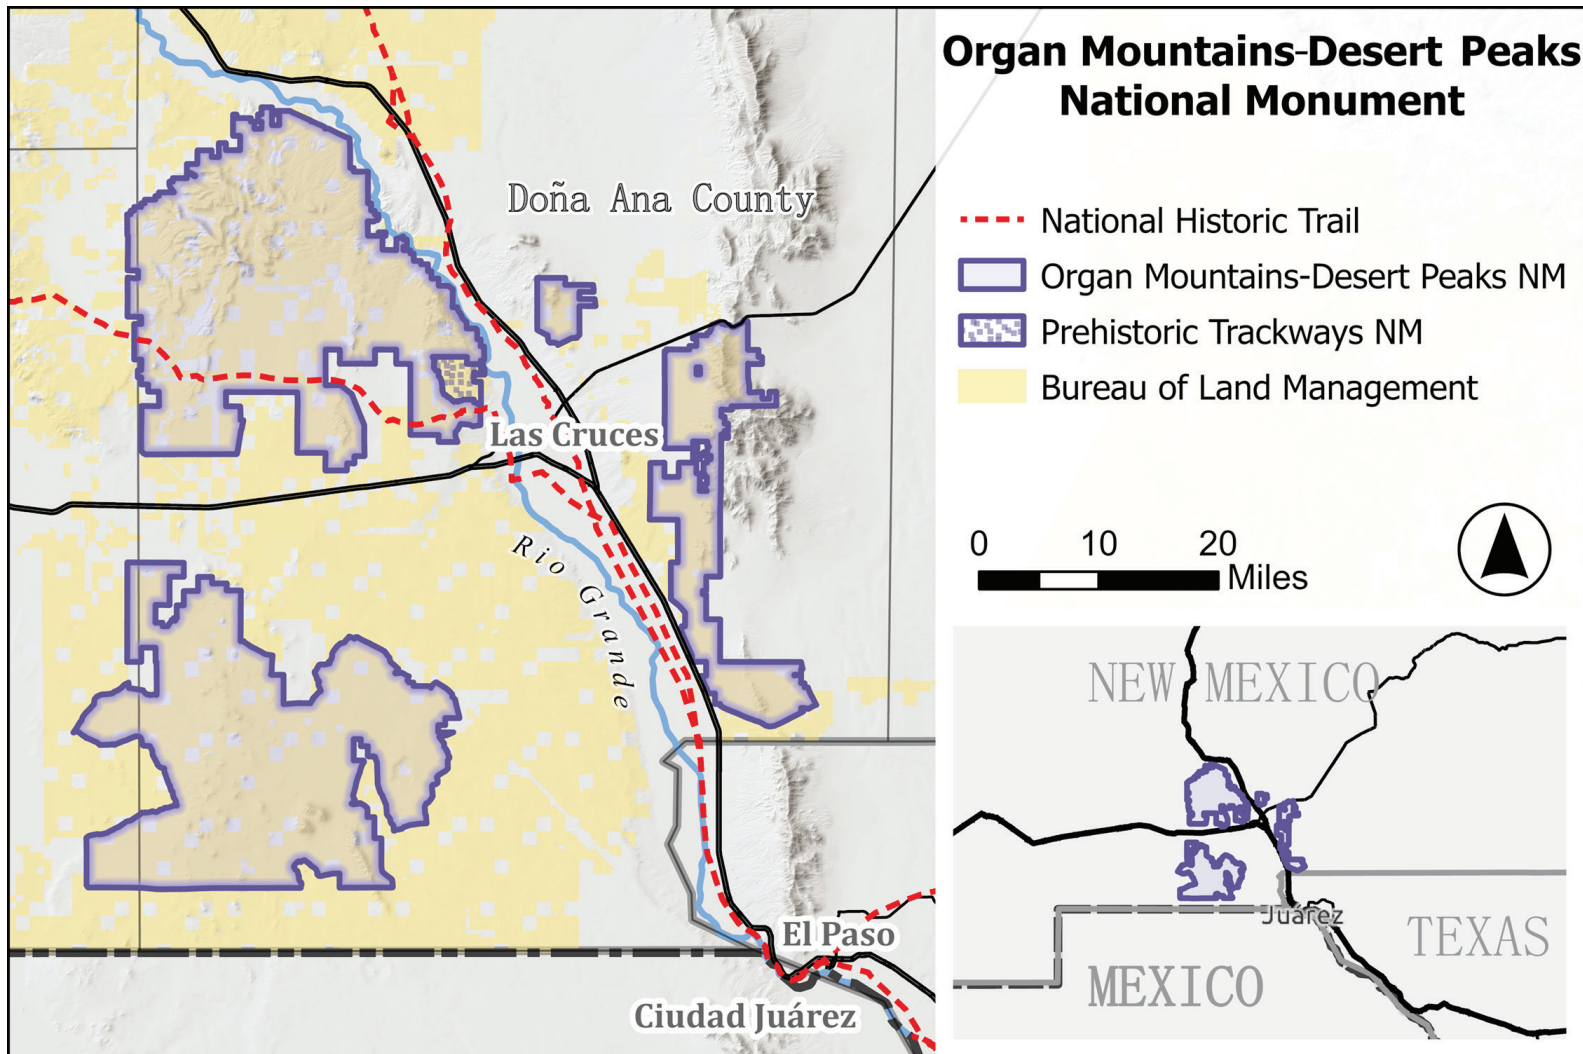 Organ Mountains-Desert Peaks
National Monument
National Historic Trail
Organ Mountains-Desert Peaks NM
Prehistoric Trackways NM
Bureau of Land Management
0 10 20
Miles
Doña Ana County
Las Cruces
Rio Grande
El Paso
Ciudad Juárez
NEW MEXICO
Juárez
TEXAS
MEXICO